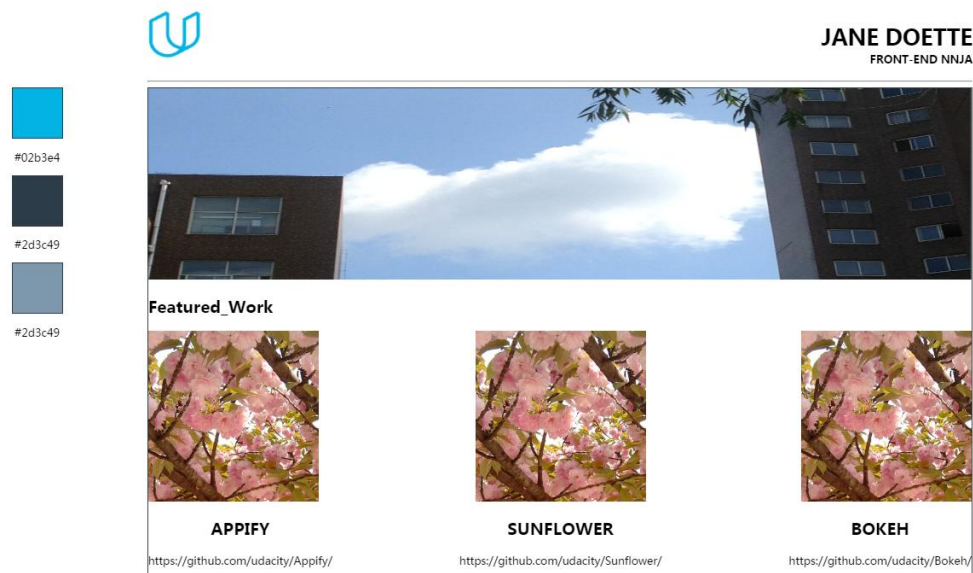 JANE DOETTE
FRONT-END NNJA
#02b3e4
#2d3c49
#2d3c49
Featured_Work
APPIFY
SUNFLOWER
BOKEH
https://github.com/udacity/Appify/
https://github.com/udacity/Sunflower/
https://github.com/udacity/Bokeh/